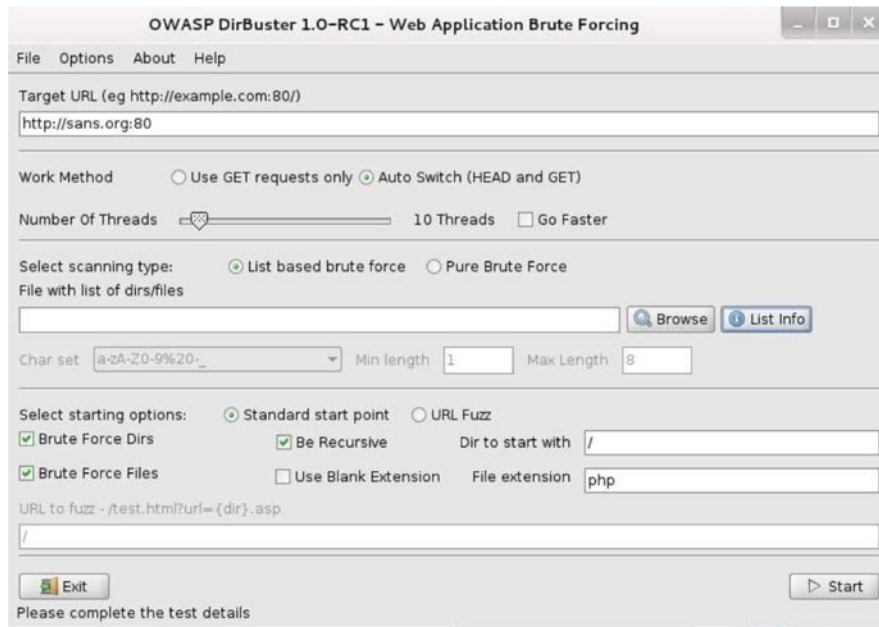 OWASP DirBuster 1.0-RC1 - Web Application Brute Forcing
File Options About Help
Target URL (eg http://example.com:80/)
http://sans.org:80
Work Method Use GET requests only Auto Switch (HEAD and GET)
Number Of Threads 10 Threads Go Faster
Select scanning type: List based brute force Pure Brute Force
File with list of dirs/files
Browse List Info
Char set a-zA-Z0-9%20-_ Min length 1 Max Length 8
Select starting options: Standard start point URL Fuzz
Brute Force Dirs Be Recursive Dir to start with /
Brute Force Files Use Blank Extension File extension php
URL to fuzz - /test.html?url={dir}.asp
/
Exit Start
Please complete the test details